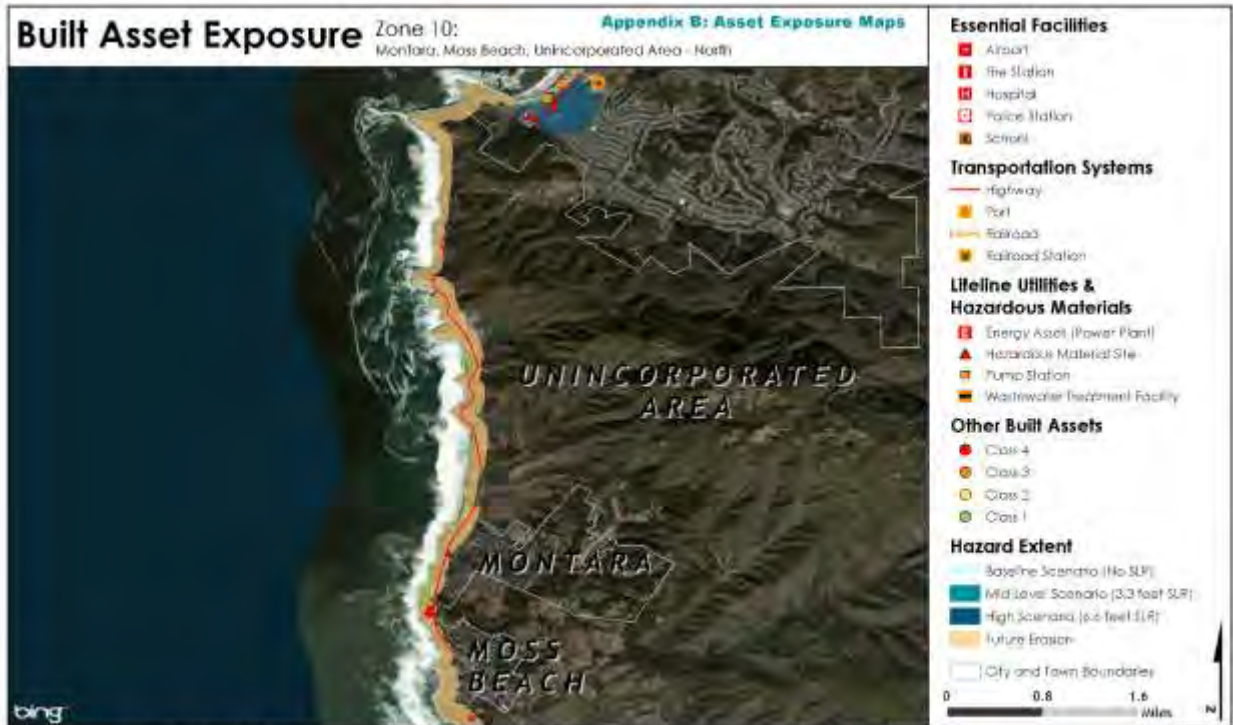 Built Asset Exposure
Zone 10:
Montara, Moss Beach, Unincorporated Area - North
Appendix B: Asset Exposure Maps
UNINCORPORATED
AREA
MONTARA
MOSS
BEACH
bing
Essential Facilities
Airport
Fire Station
Hospital
Police Station
School
Transportation Systems
Highway
Port
Railroad
Railroad Station
Lifeline Utilities &
Hazardous Materials
Energy Asset (Power Plant)
Hazardous Material Site
Pump Station
Wastewater Treatment Facility
Other Built Assets
Class 4
Class 3
Class 2
Class 1
Hazard Extent
Baseline Scenario (No SLR)
Mid Level Scenario (3.3 feet SLR)
High Scenario (6.6 feet SLR)
Future Erosion
City and Town Boundaries
0 0.8 1.6
Miles
N